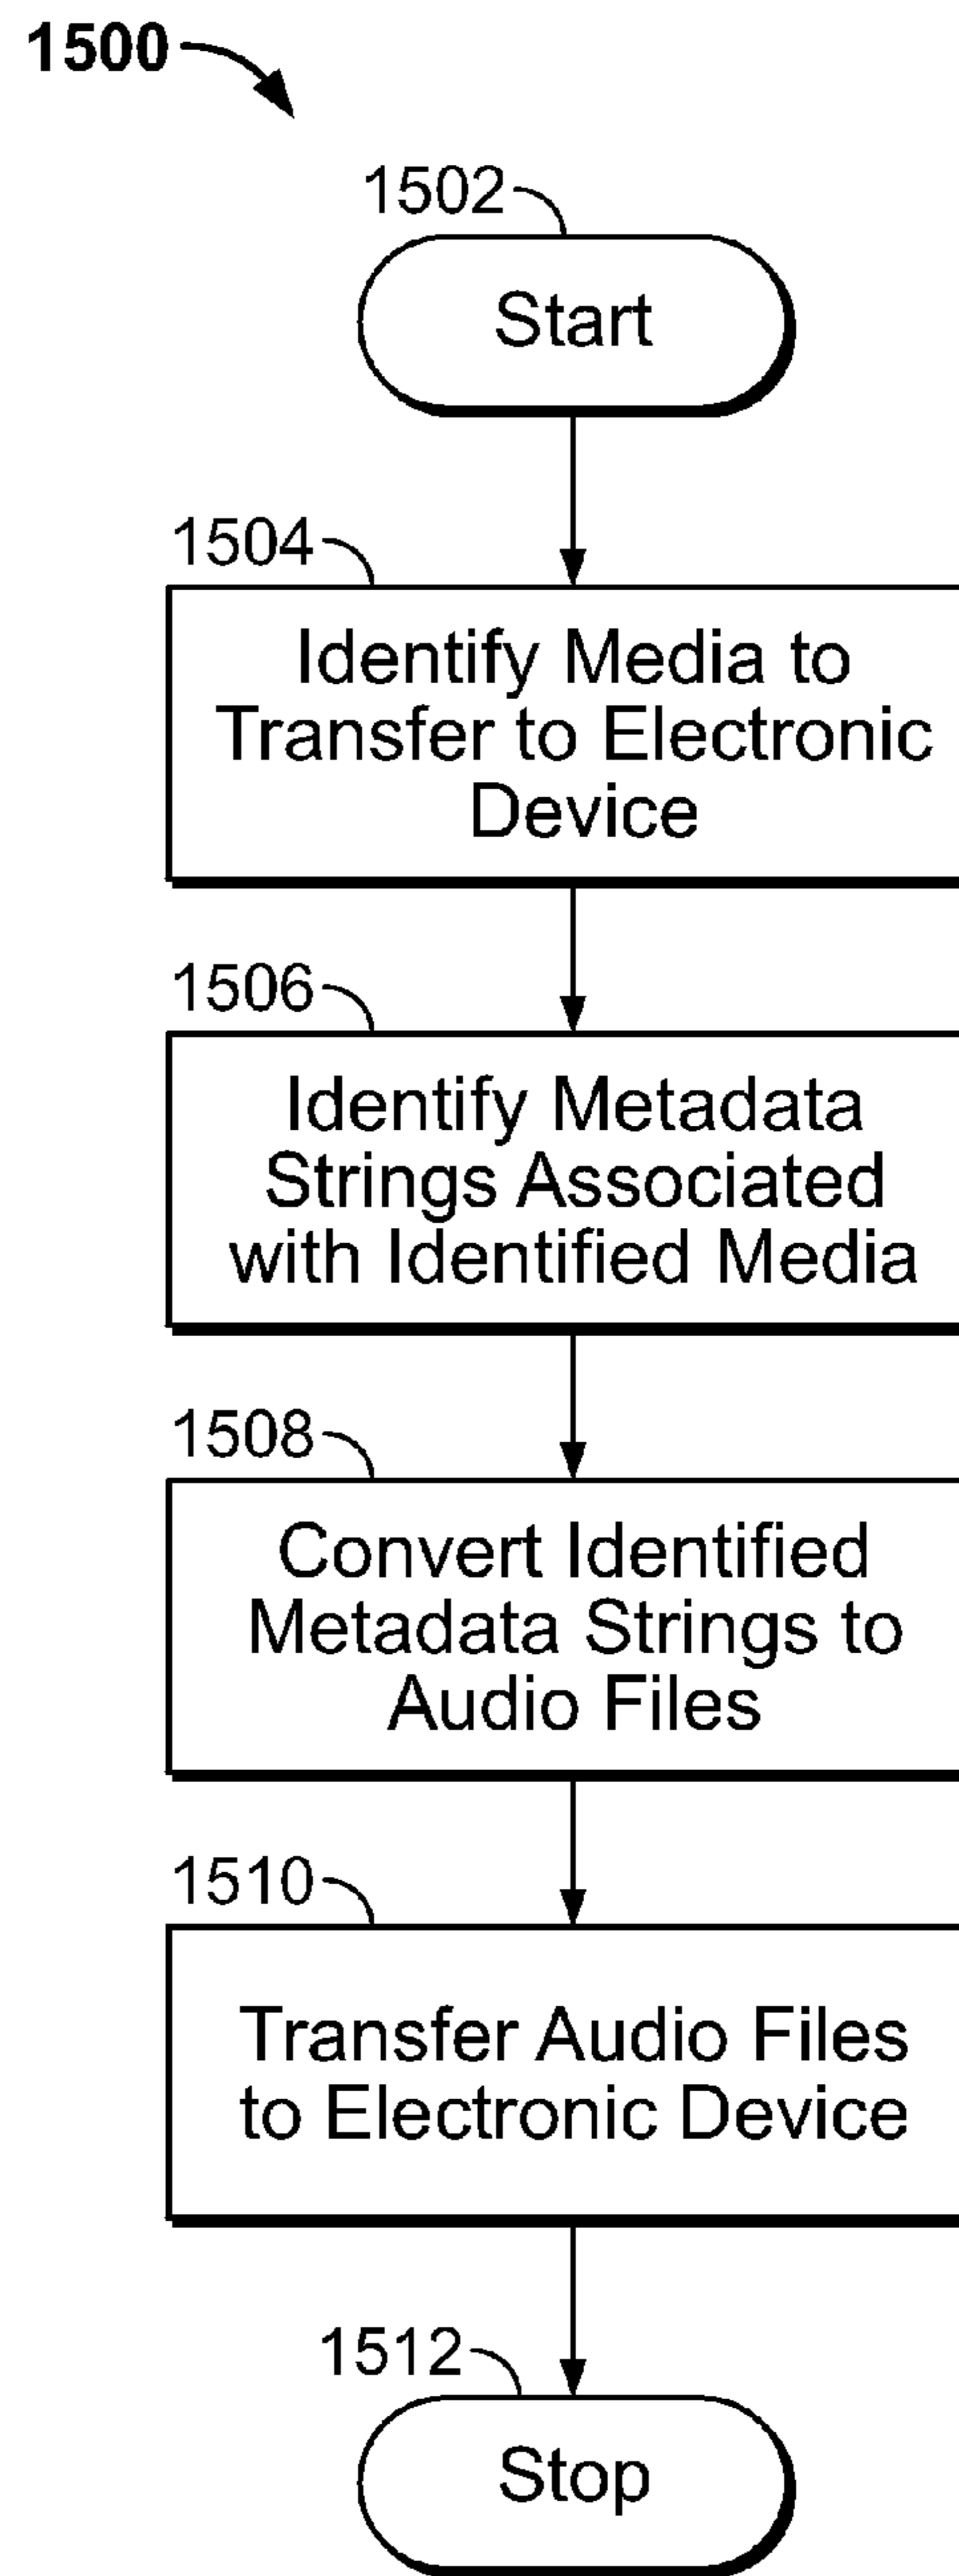 1500
1502
Start
1504
Identify Media to
Transfer to Electronic
Device
1506
Identify Metadata
Strings Associated
with Identified Media
1508
Convert Identified
Metadata Strings to
Audio Files
1510
Transfer Audio Files
to Electronic Device
1512
Stop